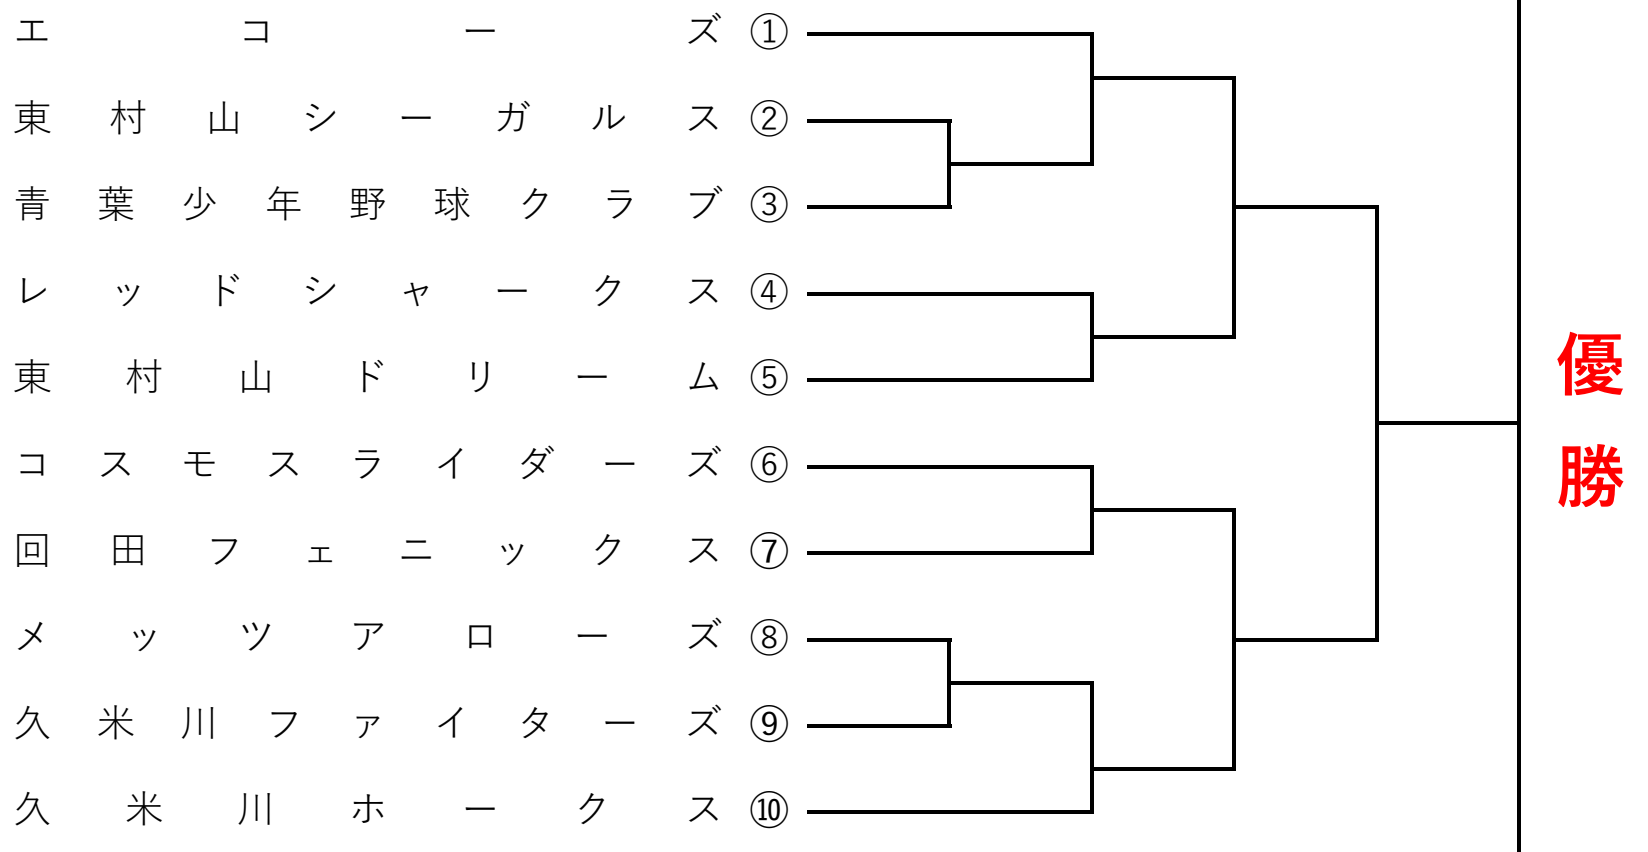 エコーズ ①
東村山シーガルス ②
青葉少年野球クラブ ③
レッドシャークス ④
東村山ドリーム ⑤
コスモスライダーズ ⑥
回田フェニックス ⑦
メッツアローズ ⑧
久米川ファイターズ ⑨
久米川ホークス ⑩
優勝